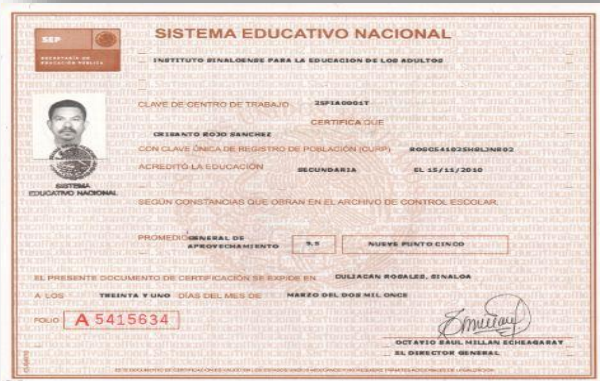 SISTEMA EDUCATIVO NACIONAL
SEP
SECRETARÍA DE
EDUCACIÓN PÚBLICA
INSTITUTO SINALOENSE PARA LA EDUCACION DE LOS ADULTOS
CLAVE DE CENTRO DE TRABAJO 25PIA0001T
CERTIFICA QUE
CRISANTO ROJO SANCHEZ
CON CLAVE ÚNICA DE REGISTRO DE POBLACIÓN (CURP)
ACREDITÓ LA EDUCACIÓN SECUNDARIA EL 15/11/2010
SISTEMA
EDUCATIVO NACIONAL
SEGÚN CONSTANCIAS QUE OBRAN EN EL ARCHIVO DE CONTROL ESCOLAR.
PROMEDIO GENERAL DE
APROVECHAMIENTO 9.5 NUEVE PUNTO CINCO
EL PRESENTE DOCUMENTO DE CERTIFICACIÓN SE EXPIDE EN CULIACAN ROSALES, SINALOA
A LOS TREINTA Y UNO DÍAS DEL MES DE MARZO DEL DOS MIL ONCE
FOLIO A 5415634
OCTAVIO RAUL MILLAN ECHEAGARAY
EL DIRECTOR GENERAL